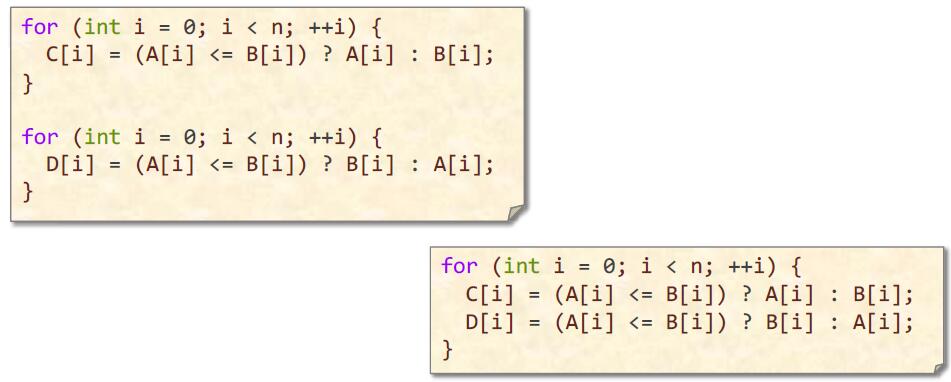 for (int i = 0; i < n; ++i) {
  C[i] = (A[i] <= B[i]) ? A[i] : B[i];
}

for (int i = 0; i < n; ++i) {
  D[i] = (A[i] <= B[i]) ? B[i] : A[i];
}

for (int i = 0; i < n; ++i) {
  C[i] = (A[i] <= B[i]) ? A[i] : B[i];
  D[i] = (A[i] <= B[i]) ? B[i] : A[i];
}